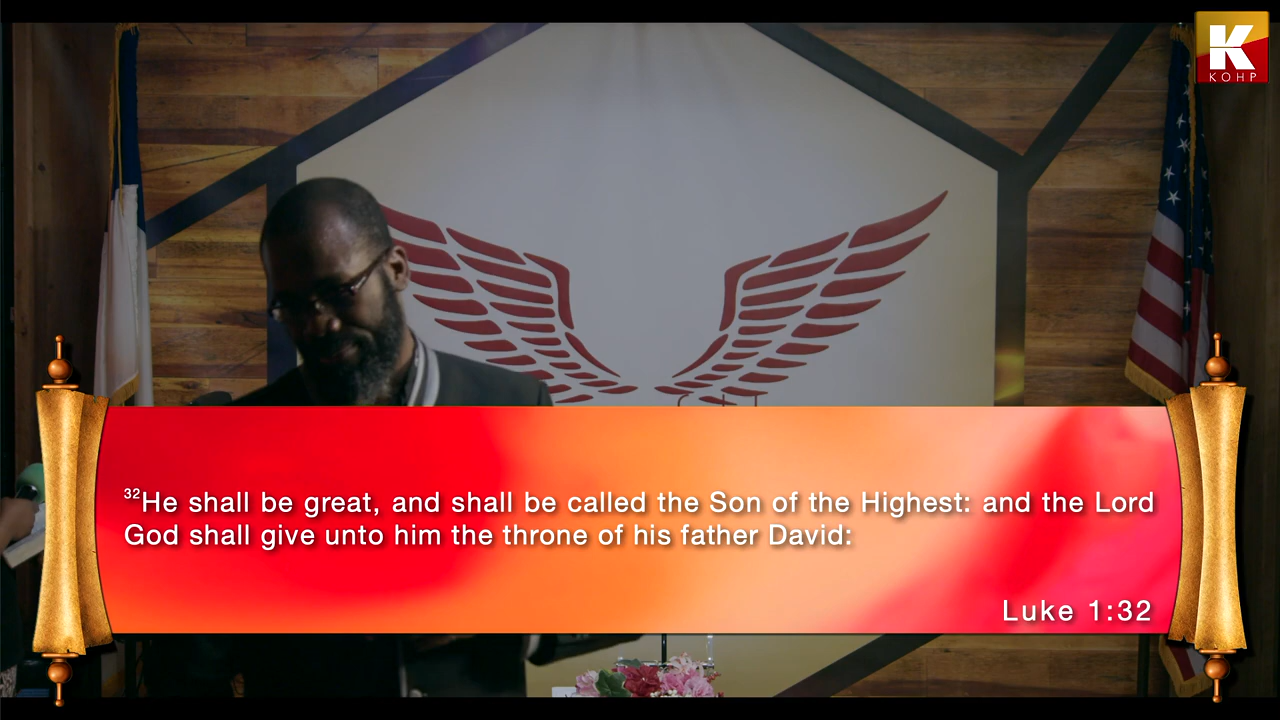 K
KOHP
³²He shall be great, and shall be called the Son of the Highest: and the Lord
God shall give unto him the throne of his father David:
Luke 1:32